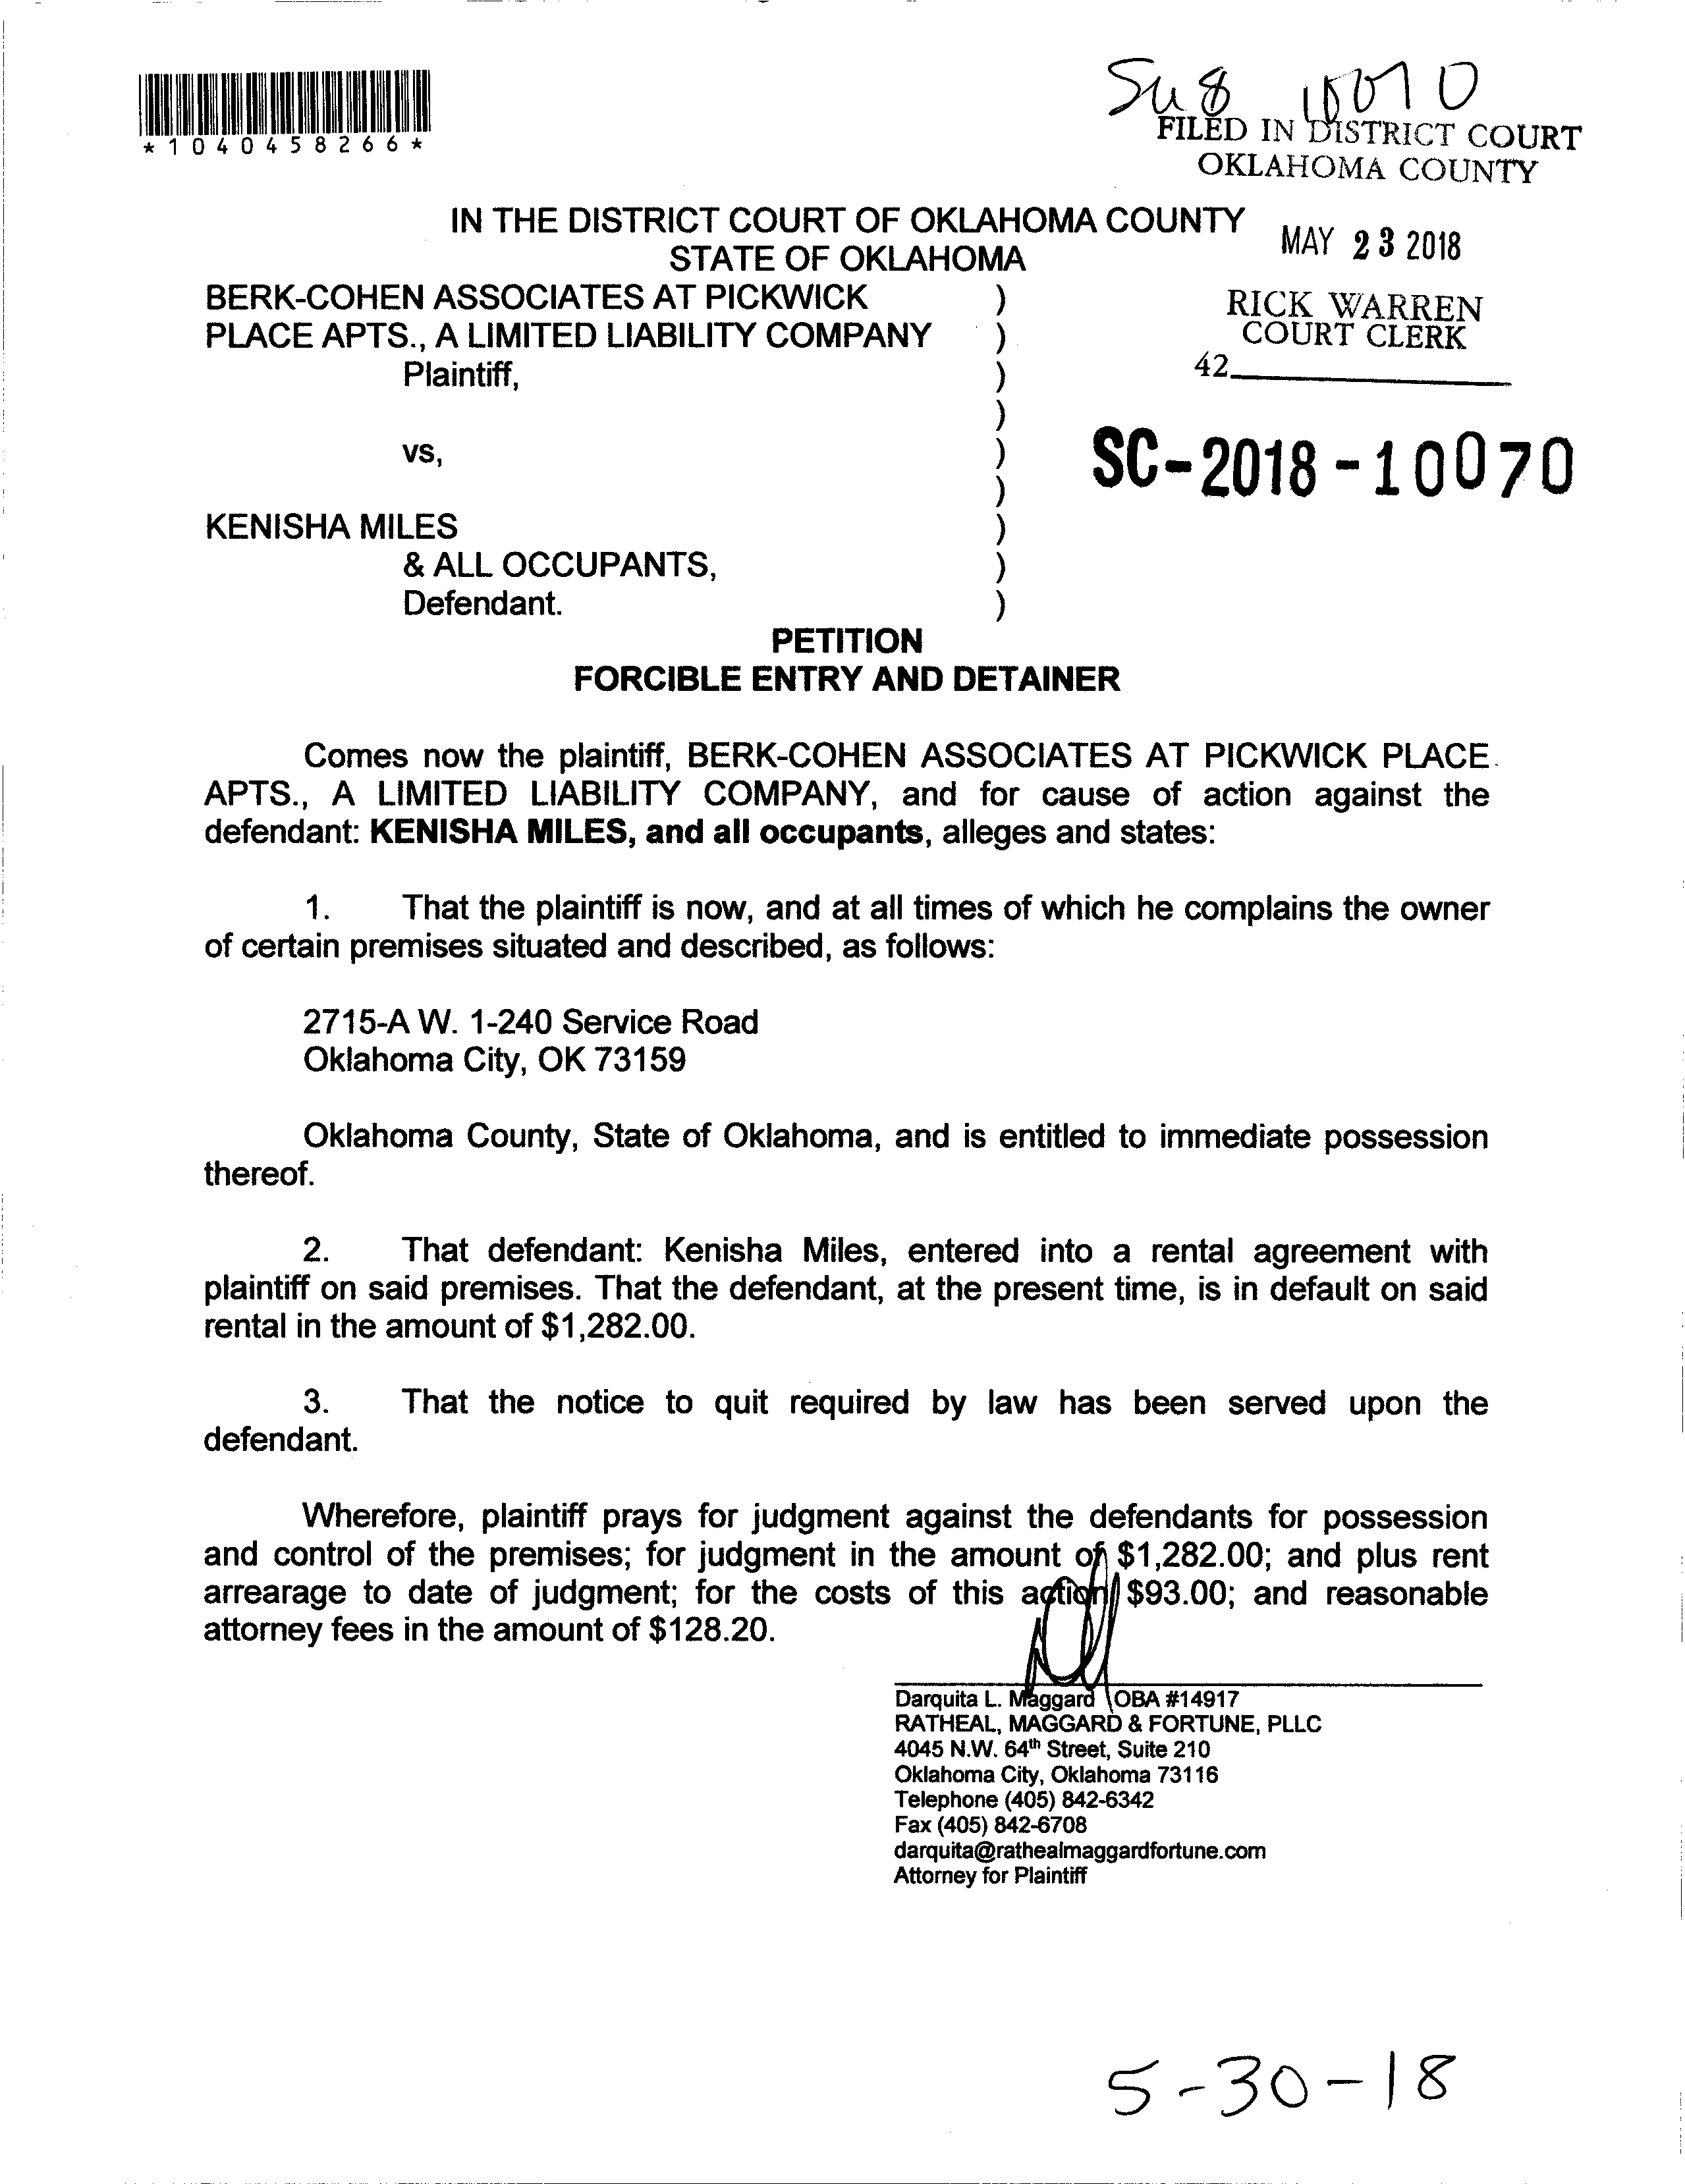 *1040458266*
FILED IN DISTRICT COURT
OKLAHOMA COUNTY
MAY 23 2018
RICK WARREN
COURT CLERK
42
SC-2018-10070
IN THE DISTRICT COURT OF OKLAHOMA COUNTY
STATE OF OKLAHOMA
BERK-COHEN ASSOCIATES AT PICKWICK )
PLACE APTS., A LIMITED LIABILITY COMPANY )
Plaintiff, )
)
vs, )
)
KENISHA MILES )
& ALL OCCUPANTS, )
Defendant. )
PETITION
FORCIBLE ENTRY AND DETAINER
Comes now the plaintiff, BERK-COHEN ASSOCIATES AT PICKWICK PLACE
APTS., A LIMITED LIABILITY COMPANY, and for cause of action against the
defendant: KENISHA MILES, and all occupants, alleges and states:
1. That the plaintiff is now, and at all times of which he complains the owner
of certain premises situated and described, as follows:
2715-A W. 1-240 Service Road
Oklahoma City, OK 73159
Oklahoma County, State of Oklahoma, and is entitled to immediate possession
thereof.
2. That defendant: Kenisha Miles, entered into a rental agreement with
plaintiff on said premises. That the defendant, at the present time, is in default on said
rental in the amount of $1,282.00.
3. That the notice to quit required by law has been served upon the
defendant.
Wherefore, plaintiff prays for judgment against the defendants for possession
and control of the premises; for judgment in the amount of $1,282.00; and plus rent
arrearage to date of judgment; for the costs of this action $93.00; and reasonable
attorney fees in the amount of $128.20.
Darquita L. Maggard OBA #14917
RATHEAL, MAGGARD & FORTUNE, PLLC
4045 N.W. 64th Street, Suite 210
Oklahoma City, Oklahoma 73116
Telephone (405) 842-6342
Fax (405) 842-6708
darquita@rathealmaggardfortune.com
Attorney for Plaintiff
5-30-18